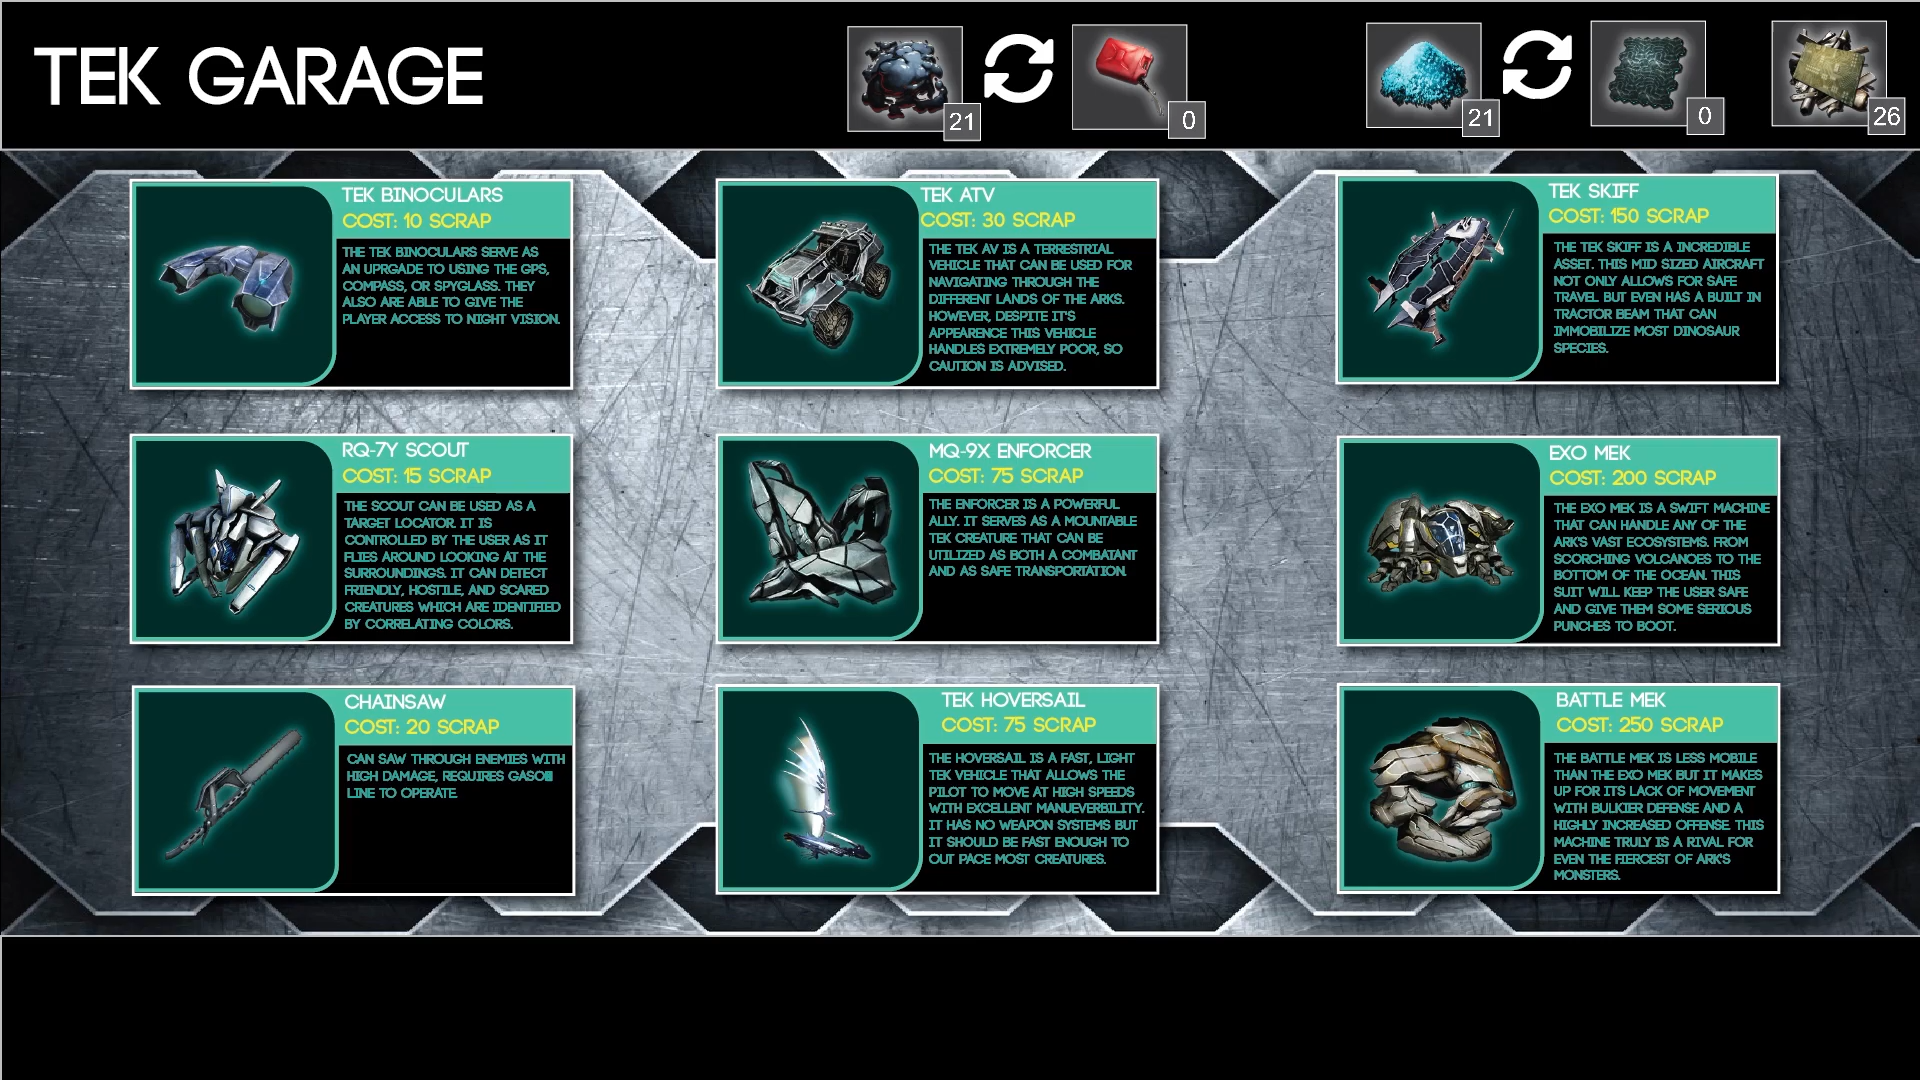 TEK GARAGE
21
0
21
0
26
TEK BINOCULARS
COST: 10 SCRAP
THE TEK BINOCULARS SERVE AS
AN UPRGADE TO USING THE GPS,
COMPASS, OR SPYGLASS. THEY
ALSO ARE ABLE TO GIVE THE
PLAYER ACCESS TO NIGHT VISION.
TEK ATV
COST: 30 SCRAP
THE TEK AV IS A TERRESTRIAL
VEHICLE THAT CAN BE USED FOR
NAVIGATING THROUGH THE
DIFFERENT LANDS OF THE ARKS.
HOWEVER, DESPITE IT'S
APPEARENCE THIS VEHICLE
HANDLES EXTREMELY POOR, SO
CAUTION IS ADVISED.
TEK SKIFF
COST: 150 SCRAP
THE TEK SKIFF IS A INCREDIBLE
ASSET. THIS MID SIZED AIRCRAFT
NOT ONLY ALLOWS FOR SAFE
TRAVEL BUT EVEN HAS A BUILT IN
TRACTOR BEAM THAT CAN
IMMOBILIZE MOST DINOSAUR
SPECIES.
RQ-7Y SCOUT
COST: 15 SCRAP
THE SCOUT CAN BE USED AS A
TARGET LOCATOR. IT IS
CONTROLLED BY THE USER AS IT
FLIES AROUND LOOKING AT THE
SURROUNDINGS. IT CAN DETECT
FRIENDLY, HOSTILE, AND SCARED
CREATURES WHICH ARE IDENTIFIED
BY CORRELATING COLORS.
MQ-9X ENFORCER
COST: 75 SCRAP
THE ENFORCER IS A POWERFUL
ALLY. IT SERVES AS A MOUNTABLE
TEK CREATURE THAT CAN BE
UTILIZED AS BOTH A COMBATANT
AND AS SAFE TRANSPORTATION.
EXO MEK
COST: 200 SCRAP
THE EXO MEK IS A SWIFT MACHINE
THAT CAN HANDLE ANY OF THE
ARK'S VAST ECOSYSTEMS. FROM
SCORCHING VOLCANOES TO THE
BOTTOM OF THE OCEAN. THIS
SUIT WILL KEEP THE USER SAFE
AND GIVE THEM SOME SERIOUS
PUNCHES TO BOOT.
CHAINSAW
COST: 20 SCRAP
CAN SAW THROUGH ENEMIES WITH
HIGH DAMAGE, REQUIRES GASO
LINE TO OPERATE.
TEK HOVERSAIL
COST: 75 SCRAP
THE HOVERSAIL IS A FAST, LIGHT
TEK VEHICLE THAT ALLOWS THE
PILOT TO MOVE AT HIGH SPEEDS
WITH EXCELLENT MANUEVERBILITY.
IT HAS NO WEAPON SYSTEMS BUT
IT SHOULD BE FAST ENOUGH TO
OUT PACE MOST CREATURES.
BATTLE MEK
COST: 250 SCRAP
THE BATTLE MEK IS LESS MOBILE
THAN THE EXO MEK BUT IT MAKES
UP FOR ITS LACK OF MOVEMENT
WITH BULKIER DEFENSE AND A
HIGHLY INCREASED OFFENSE. THIS
MACHINE TRULY IS A RIVAL FOR
EVEN THE FIERCEST OF ARK'S
MONSTERS.